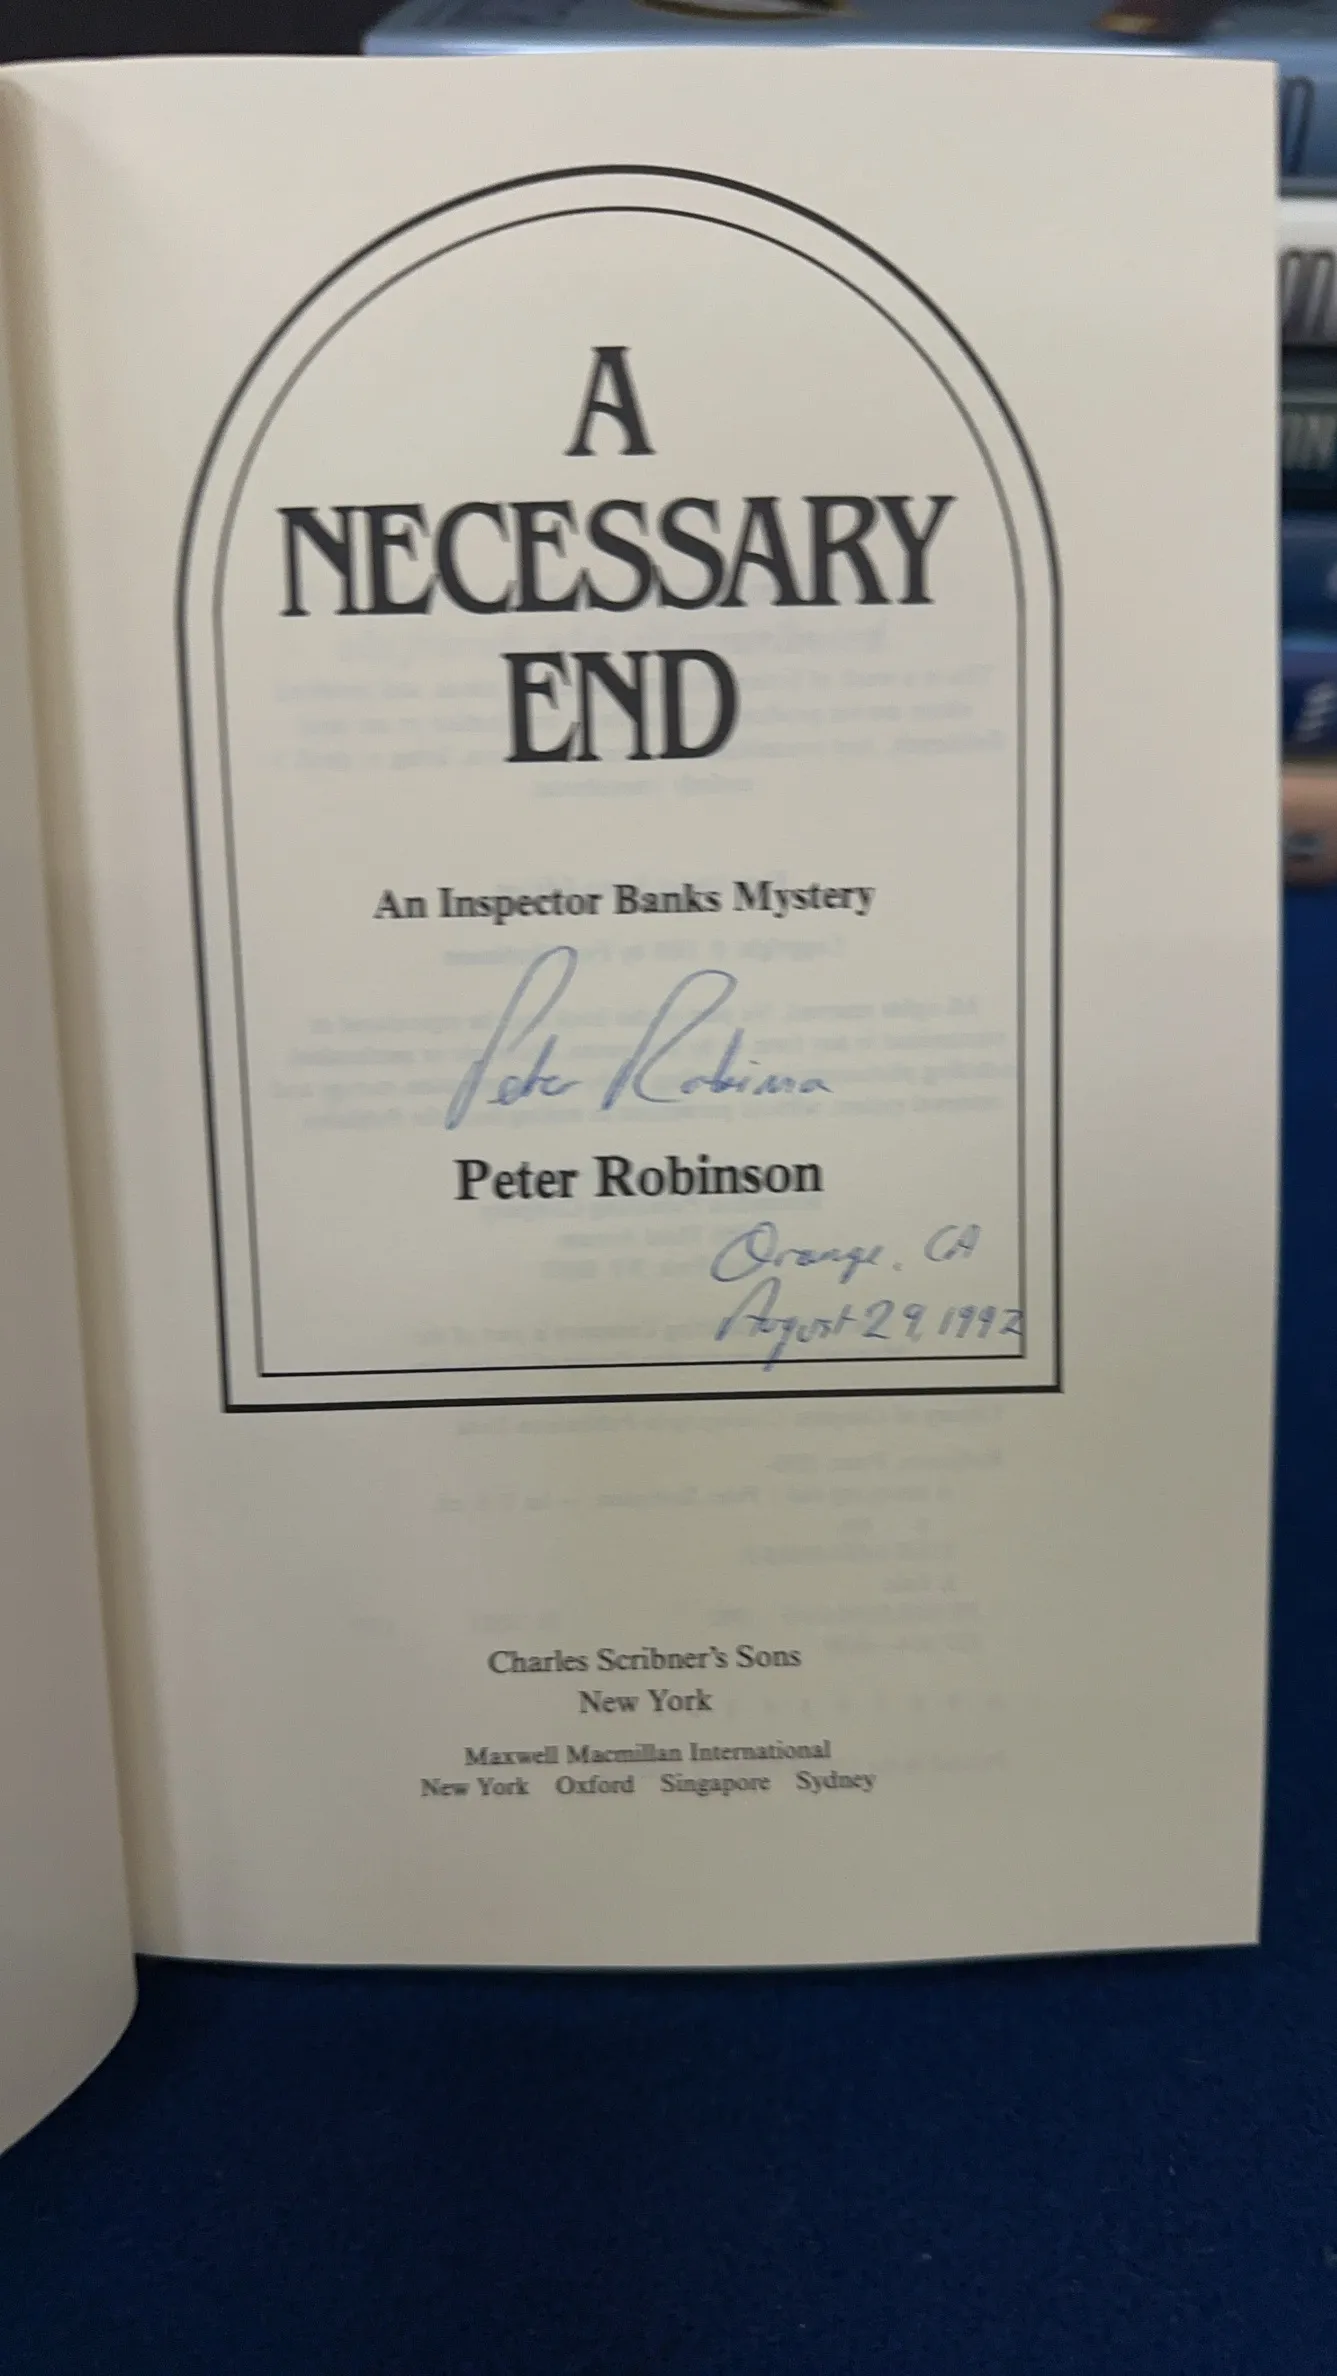 A
NECESSARY
END
An Inspector Banks Mystery
Peter Robinson
Peter Robinson
Orange, CA
August 29, 1992
Charles Scribner's Sons
New York
Maxwell Macmillan International
New York Oxford Singapore Sydney